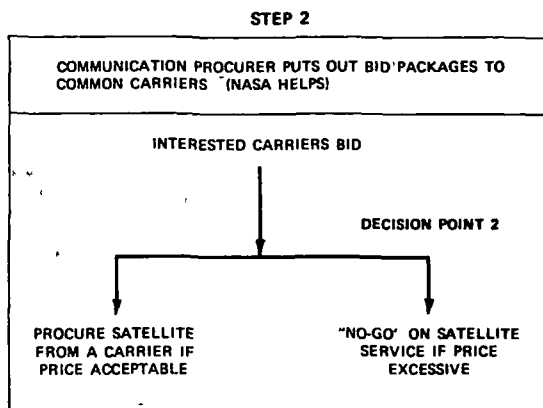 STEP 2
COMMUNICATION PROCURER PUTS OUT BID PACKAGES TO
COMMON CARRIERS (NASA HELPS)
INTERESTED CARRIERS BID
DECISION POINT 2
PROCURE SATELLITE
FROM A CARRIER IF
PRICE ACCEPTABLE
"NO-GO' ON SATELLITE
SERVICE IF PRICE
EXCESSIVE